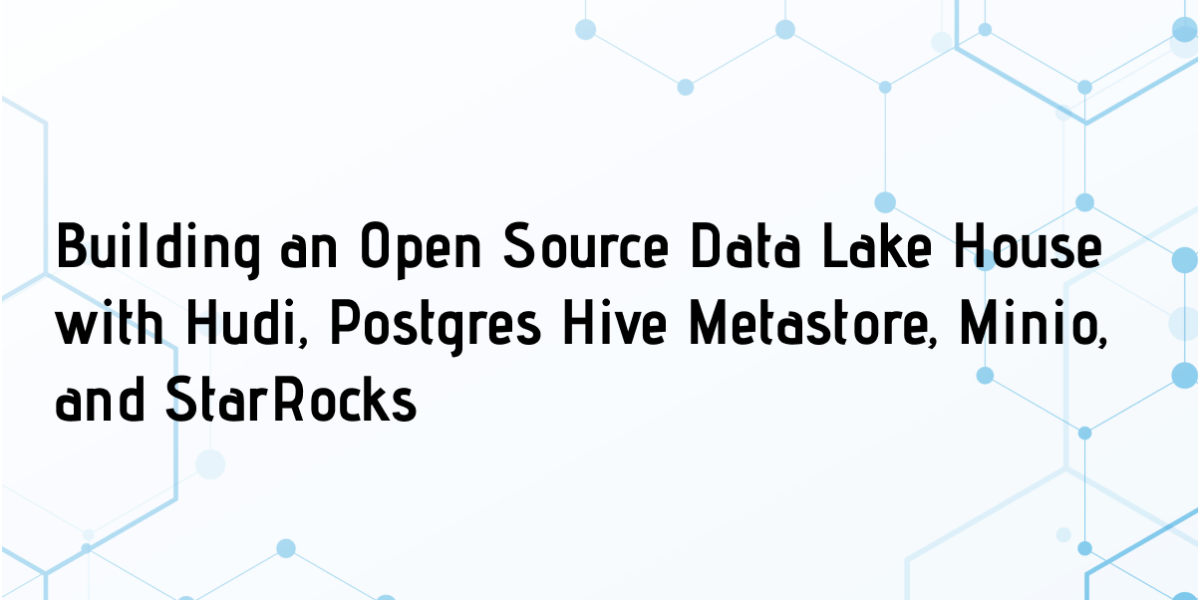 Building an Open Source Data Lake House
with Hudi, Postgres Hive Metastore, Minio,
and StarRocks